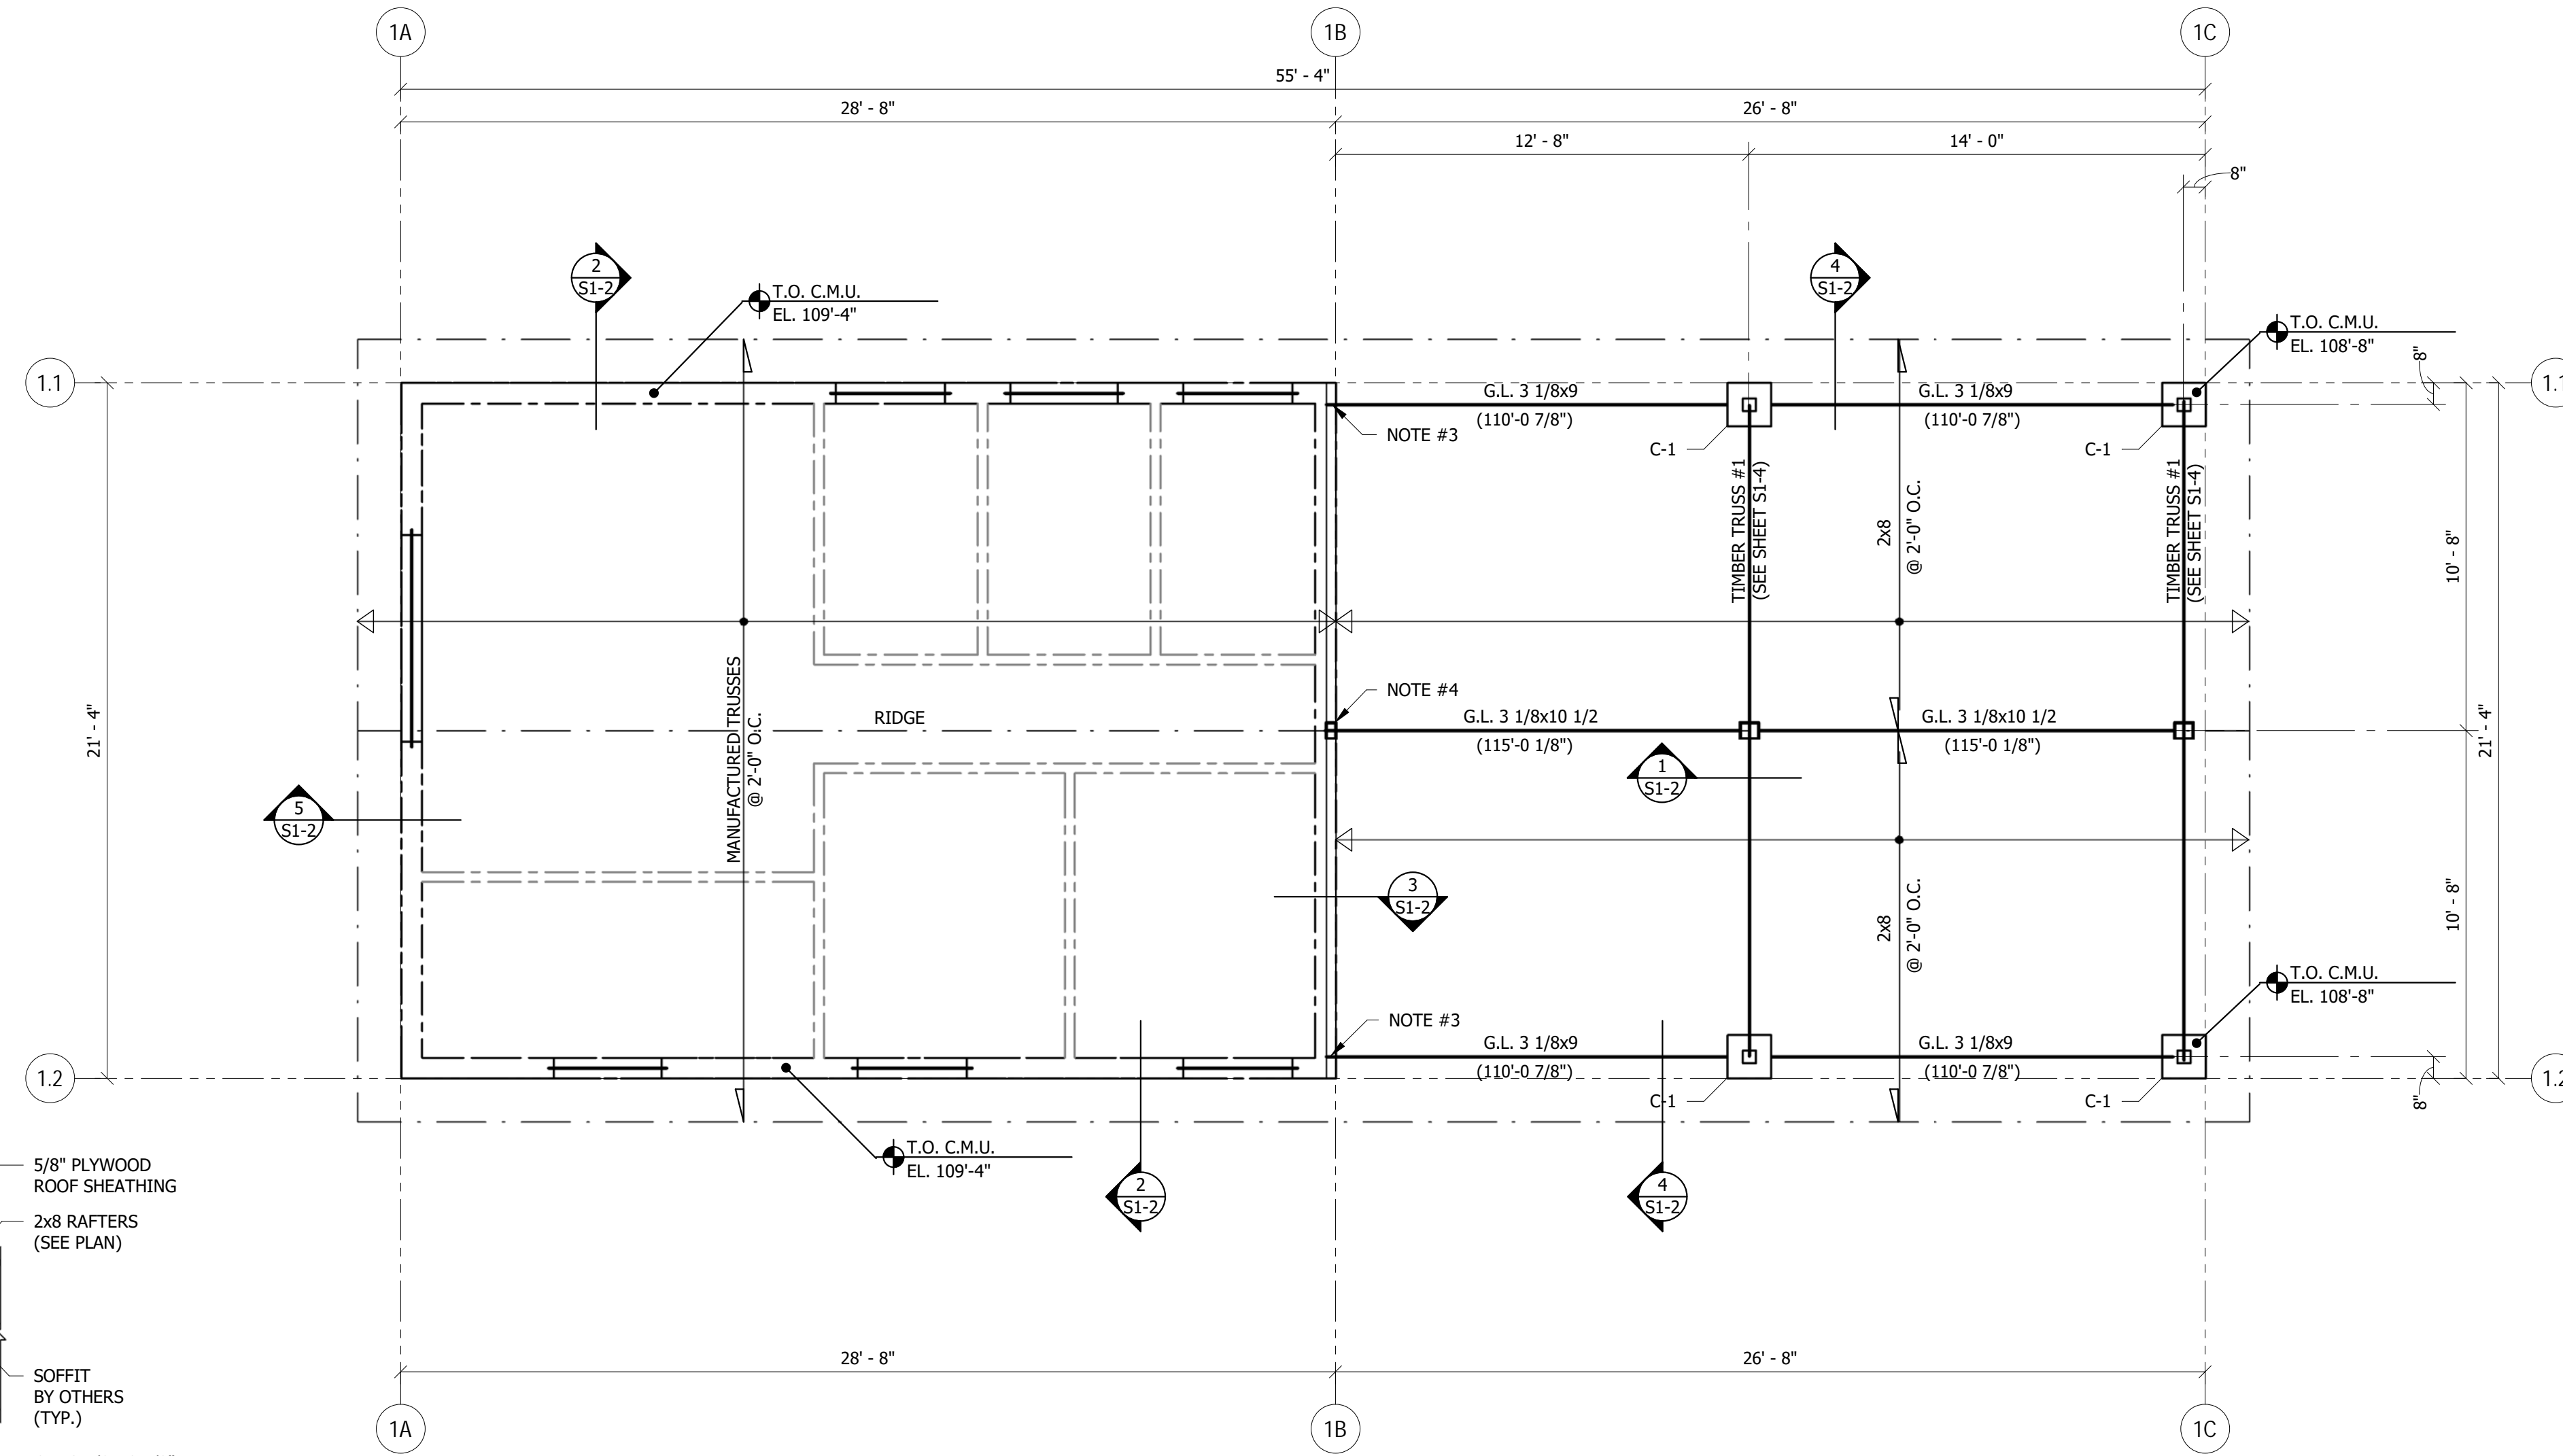 1A
1B
1C
55' - 4"
28' - 8"
26' - 8"
12' - 8"
14' - 0"
8"
2
S1-2
T.O. C.M.U.
EL. 109'-4"
4
S1-2
T.O. C.M.U.
EL. 108'-8"
8"
1.1
1.1
G.L. 3 1/8x9
(110'-0 7/8")
G.L. 3 1/8x9
(110'-0 7/8")
NOTE #3
C-1
C-1
TIMBER TRUSS #1
(SEE SHEET S1-4)
2x8
@ 2'-0" O.C.
TIMBER TRUSS #1
(SEE SHEET S1-4)
10' - 8"
NOTE #4
RIDGE
G.L. 3 1/8x10 1/2
(115'-0 1/8")
G.L. 3 1/8x10 1/2
(115'-0 1/8")
21' - 4"
21' - 4"
MANUFACTURED TRUSSES
@ 2'-0" O.C.
1
S1-2
5
S1-2
3
S1-2
2x8
@ 2'-0" O.C.
10' - 8"
T.O. C.M.U.
EL. 108'-8"
NOTE #3
G.L. 3 1/8x9
(110'-0 7/8")
G.L. 3 1/8x9
(110'-0 7/8")
1.2
1.2
C-1
C-1
8"
T.O. C.M.U.
EL. 109'-4"
2
S1-2
4
S1-2
5/8" PLYWOOD
ROOF SHEATHING
2x8 RAFTERS
(SEE PLAN)
SOFFIT
BY OTHERS
(TYP.)
28' - 8"
26' - 8"
1A
1B
1C